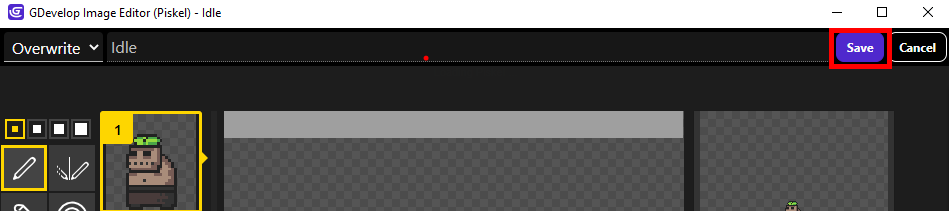 GDevelop Image Editor (Piskel) - Idle
Overwrite Idle Save Cancel
1